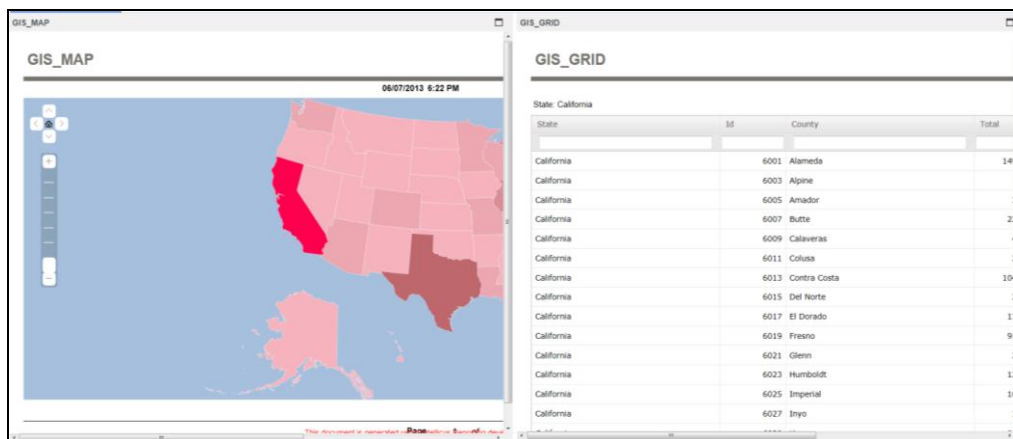 GIS_MAP
GIS_MAP
06/07/2013 6:22 PM
This document is generated
Page
of
GIS_GRID
GIS_GRID
State: California
State Id County Total
California 6001 Alameda
California 6003 Alpine
California 6005 Amador
California 6007 Butte
California 6009 Calaveras
California 6011 Colusa
California 6013 Contra Costa
California 6015 Del Norte
California 6017 El Dorado
California 6019 Fresno
California 6021 Glenn
California 6023 Humboldt
California 6025 Imperial
California 6027 Inyo